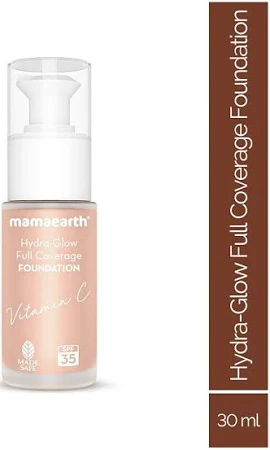 mamaearth®
Hydra-Glow
Full Coverage
FOUNDATION
Vitamin C
MADE
SAFE
SPF
35
Hydra-Glow Full Coverage Foundation
30 ml